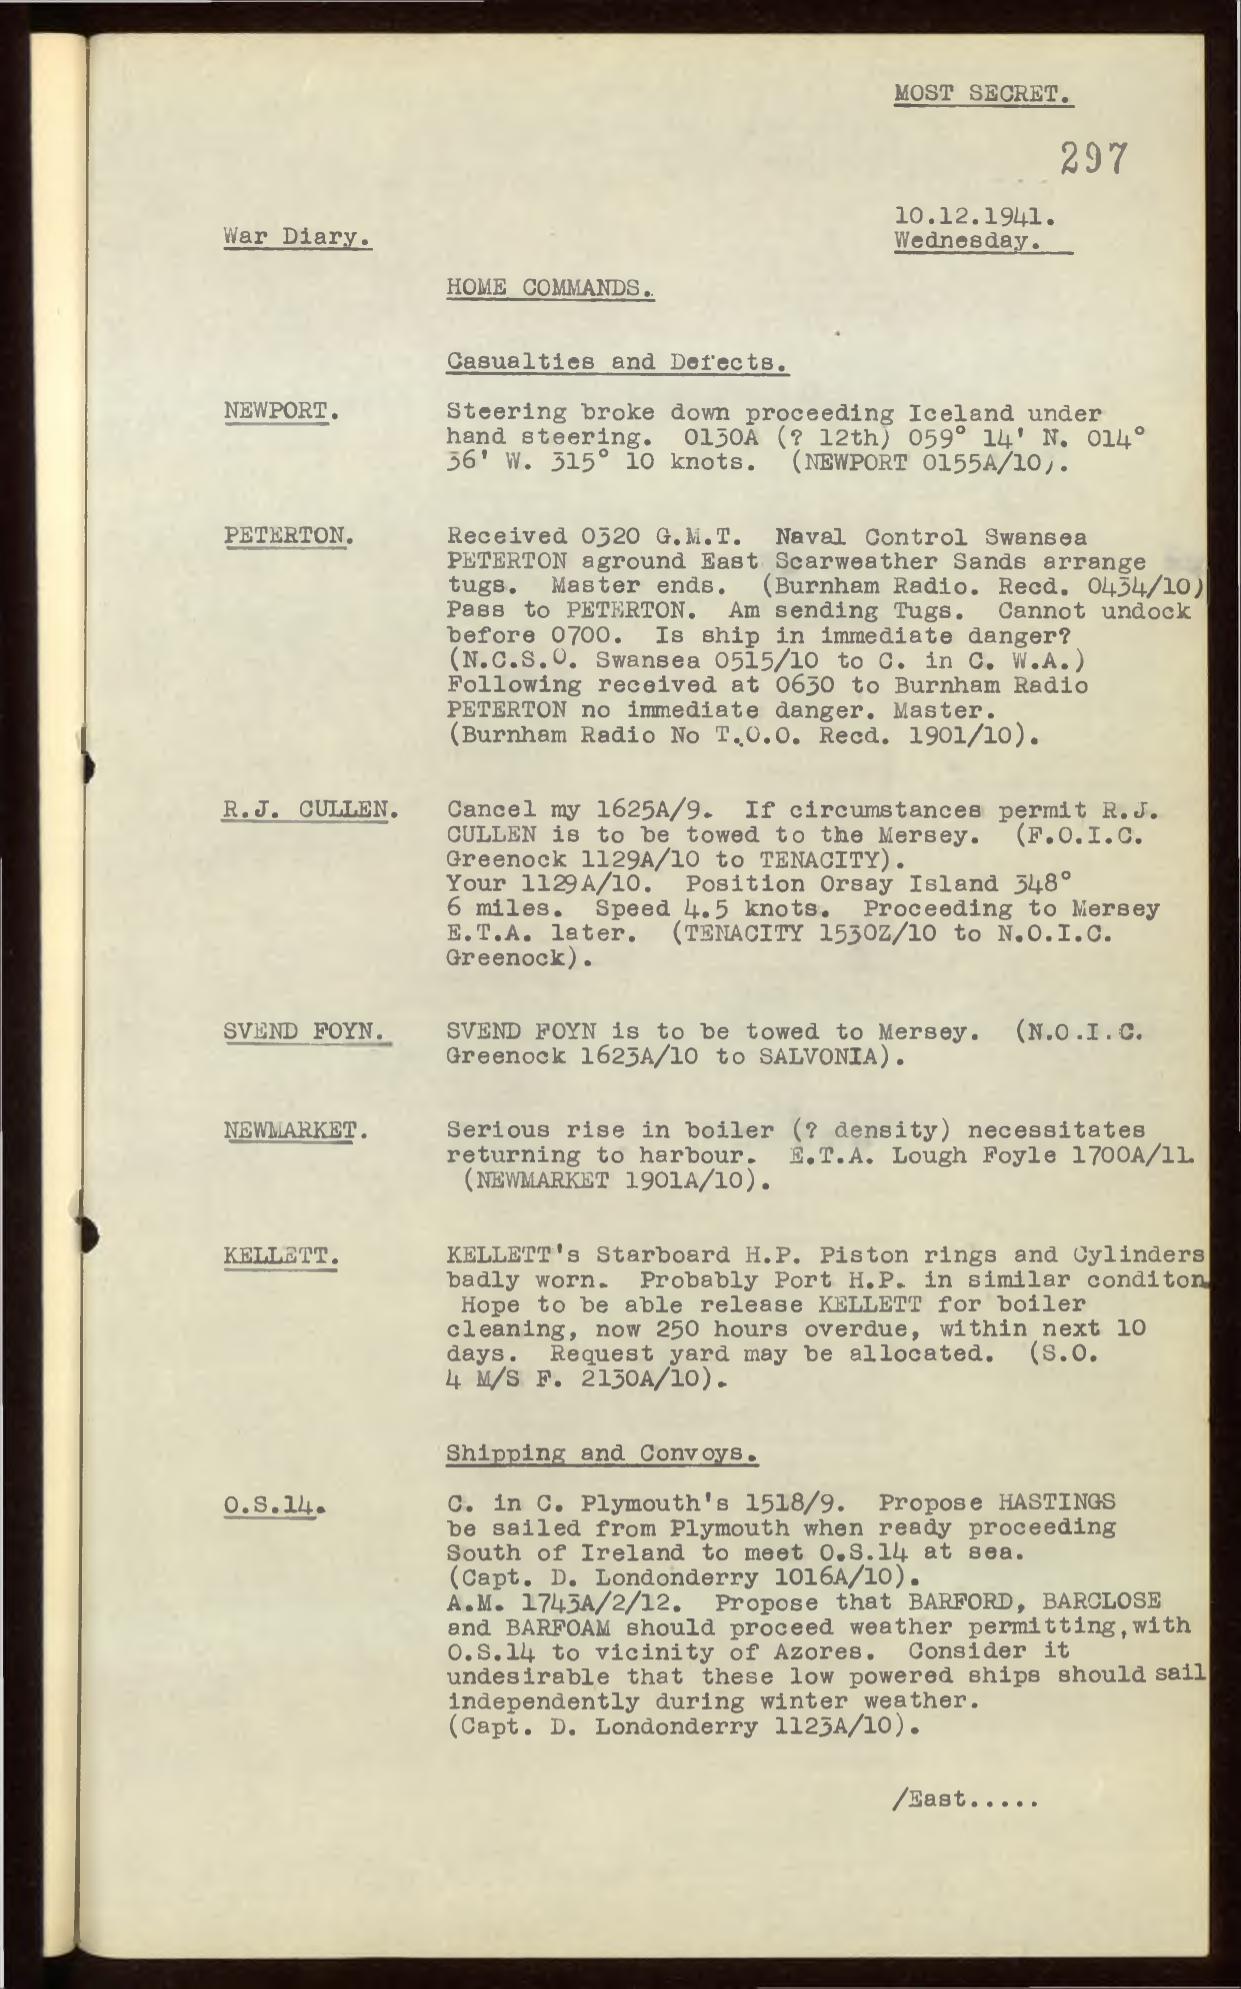 MOST SECRET.
297
10.12.1941.
War Diary.
Wednesday.
HOME COMMANDS.
Casualties and Defects.
NEWPORT. Steering broke down proceeding Iceland under
hand steering. 0130A (? 12th) 059° 14' N. 014°
36' W. 315° 10 knots. (NEWPORT 0155A/10).
PETERTON. Received 0320 G.M.T. Naval Control Swansea
PETERTON aground East Scarweather Sands arrange
tugs. Master ends. (Burnham Radio. Recd. 0434/10)
Pass to PETERTON. Am sending Tugs. Cannot undock
before 0700. Is ship in immediate danger?
(N.C.S.O. Swansea 0515/10 to C. in C. W.A.)
Following received at 0630 to Burnham Radio
PETERTON no immediate danger. Master.
(Burnham Radio No T.O.O. Recd. 1901/10).
R.J. CULLEN. Cancel my 1625A/9. If circumstances permit R.J.
CULLEN is to be towed to the Mersey. (F.O.I.C.
Greenock 1129A/10 to TENACITY).
Your 1129A/10. Position Orsay Island 348°
6 miles. Speed 4.5 knots. Proceeding to Mersey
E.T.A. later. (TENACITY 1530Z/10 to N.O.I.C.
Greenock).
SVEND FOYN. SVEND FOYN is to be towed to Mersey. (N.O.I.C.
Greenock 1623A/10 to SALVONIA).
NEWMARKET. Serious rise in boiler (? density) necessitates
returning to harbour. E.T.A. Lough Foyle 1700A/11.
(NEWMARKET 1901A/10).
KELLETT. KELLETT's Starboard H.P. Piston rings and Cylinders
badly worn. Probably Port H.P. in similar conditon.
Hope to be able release KELLETT for boiler
cleaning, now 250 hours overdue, within next 10
days. Request yard may be allocated. (S.O.
4 M/S F. 2130A/10).
Shipping and Convoys.
O.S.14. C. in C. Plymouth's 1518/9. Propose HASTINGS
be sailed from Plymouth when ready proceeding
South of Ireland to meet O.S.14 at sea.
(Capt. D. Londonderry 1016A/10).
A.M. 1743A/2/12. Propose that BARFORD, BARCLOSE
and BARFOAM should proceed weather permitting, with
O.S.14 to vicinity of Azores. Consider it
undesirable that these low powered ships should sail
independently during winter weather.
(Capt. D. Londonderry 1123A/10).
/East.....